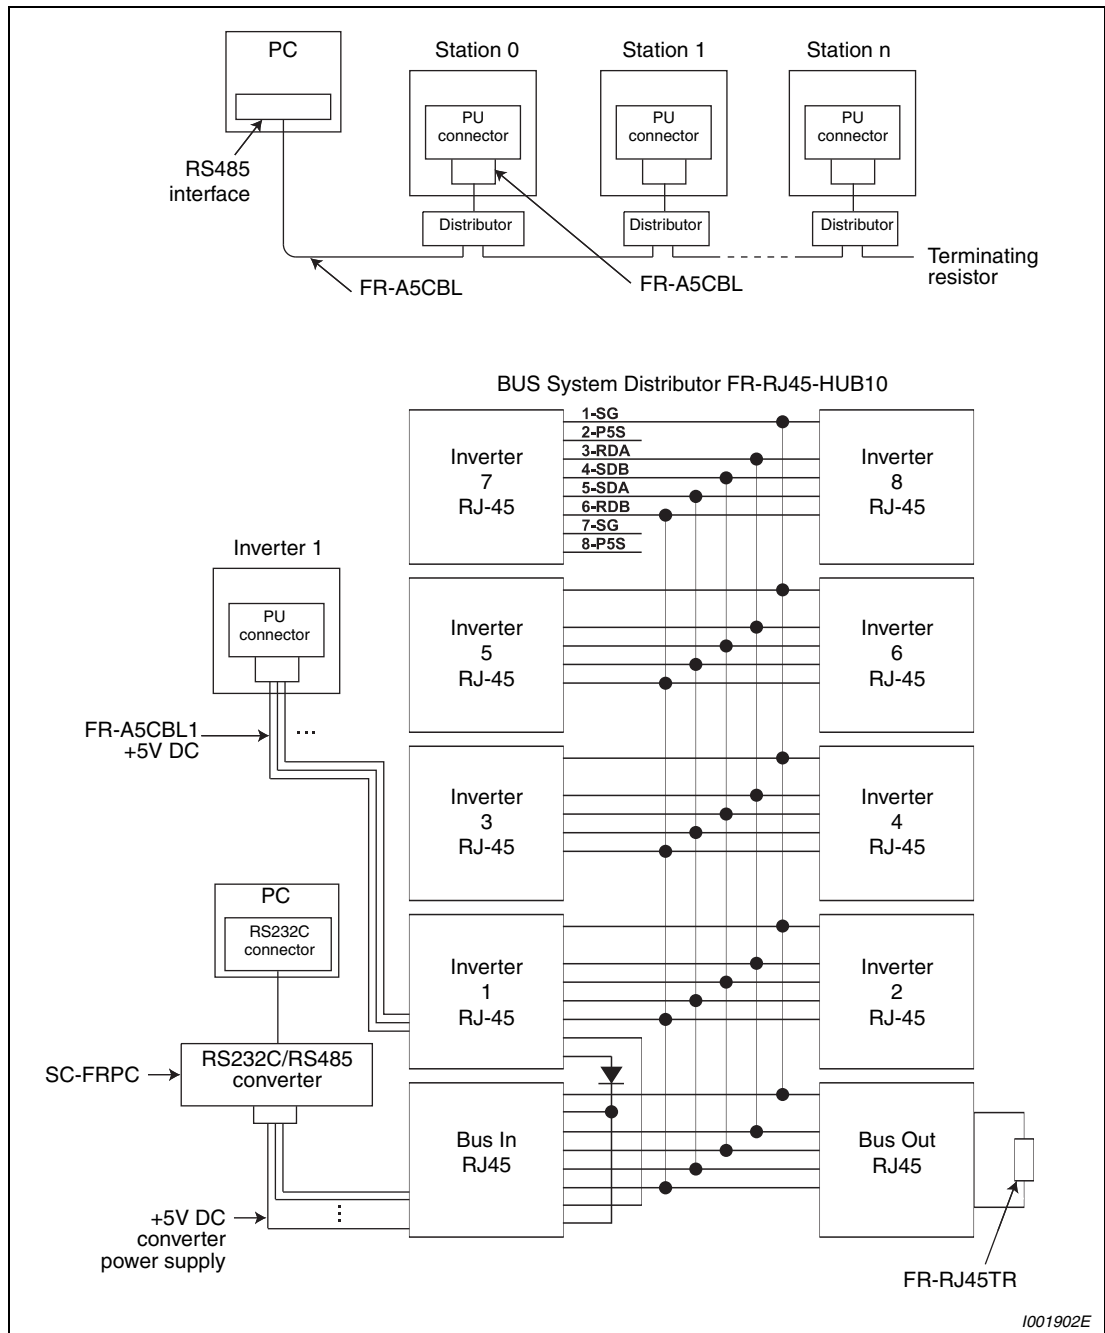 PC
Station 0
Station 1
Station n
PU
connector
PU
connector
PU
connector
RS485
interface
Distributor
Distributor
Distributor
Terminating
resistor
FR-A5CBL
FR-A5CBL
BUS System Distributor FR-RJ45-HUB10
Inverter
7
RJ-45
1-SG
2-P5S
3-RDA
4-SDB
5-SDA
6-RDB
7-SG
8-P5S
Inverter
8
RJ-45
Inverter 1
PU
connector
FR-A5CBL1
+5V DC
...
Inverter
5
RJ-45
Inverter
6
RJ-45
Inverter
3
RJ-45
Inverter
4
RJ-45
PC
RS232C
connector
Inverter
1
RJ-45
Inverter
2
RJ-45
SC-FRPC
RS232C/RS485
converter
Bus In
RJ45
Bus Out
RJ45
+5V DC
converter
power supply
...
FR-RJ45TR
I001902E